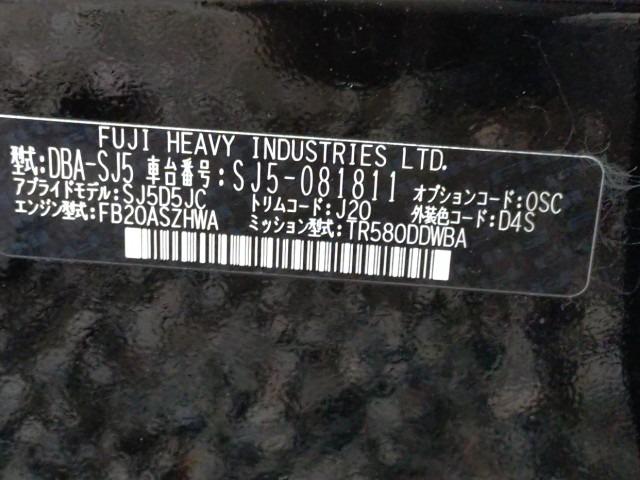 FUJI HEAVY INDUSTRIES LTD.
型式:DBA-SJ5 車台番号:SJ5-081811 オプションコード:OSC
アプライドモデル:SJ5D5JC トリムコード:J20 外装色コード:D4S
エンジン型式:FB20ASZHWA ミッション型式:TR580DDWBA